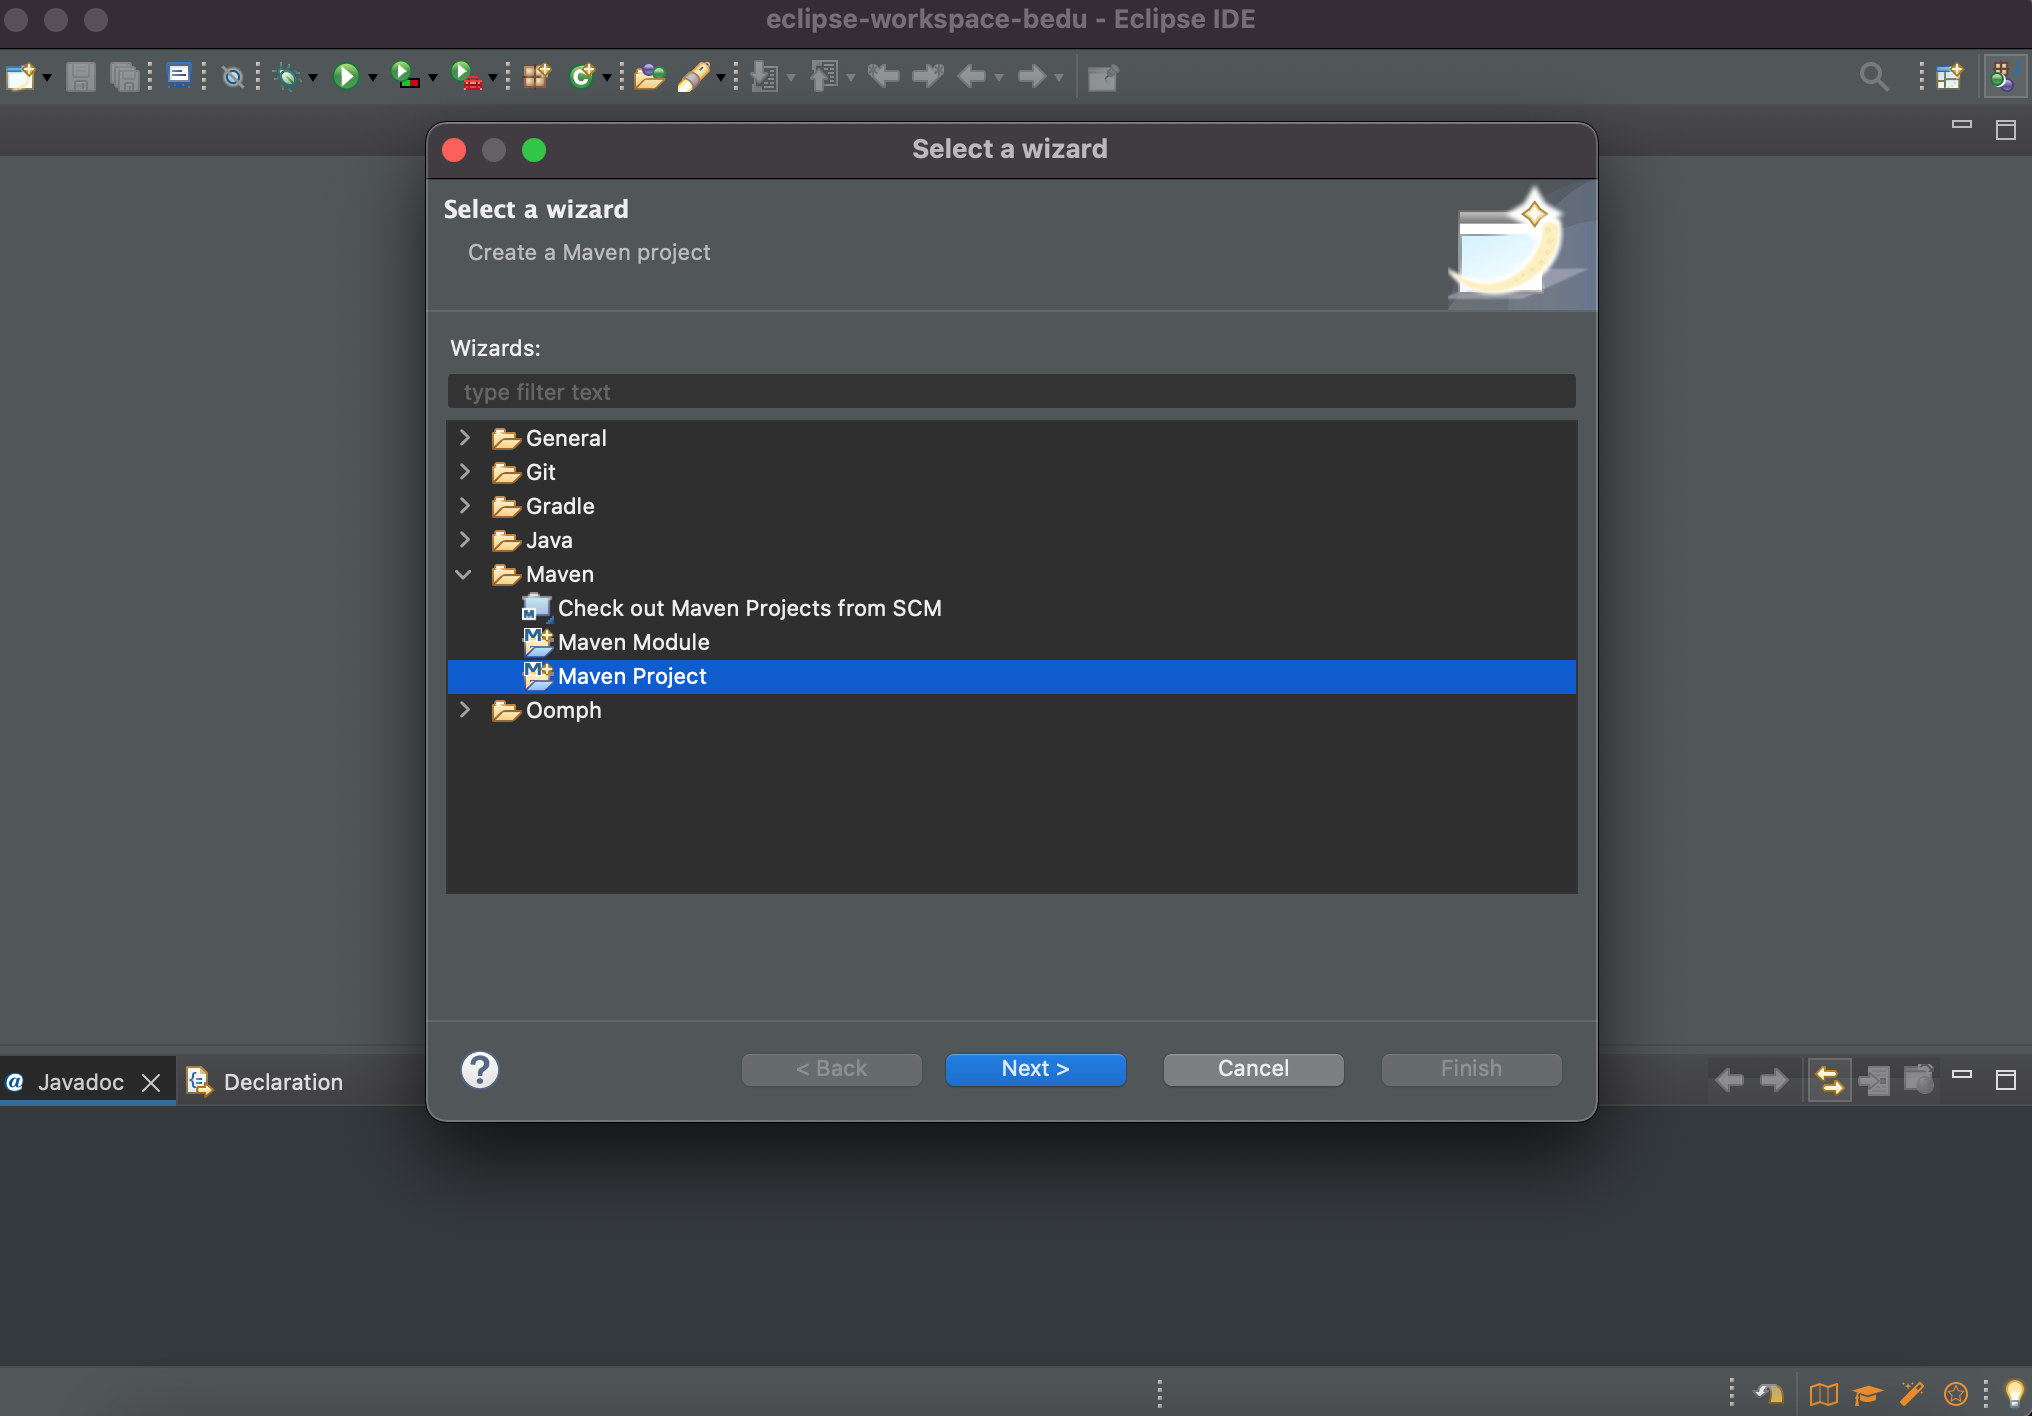 eclipse-workspace-bedu - Eclipse IDE
Select a wizard
Select a wizard
Create a Maven project
Wizards:
type filter text
General
Git
Gradle
Java
Maven
Check out Maven Projects from SCM
Maven Module
Maven Project
Oomph
< Back
Next >
Cancel
Finish
@ Javadoc
Declaration